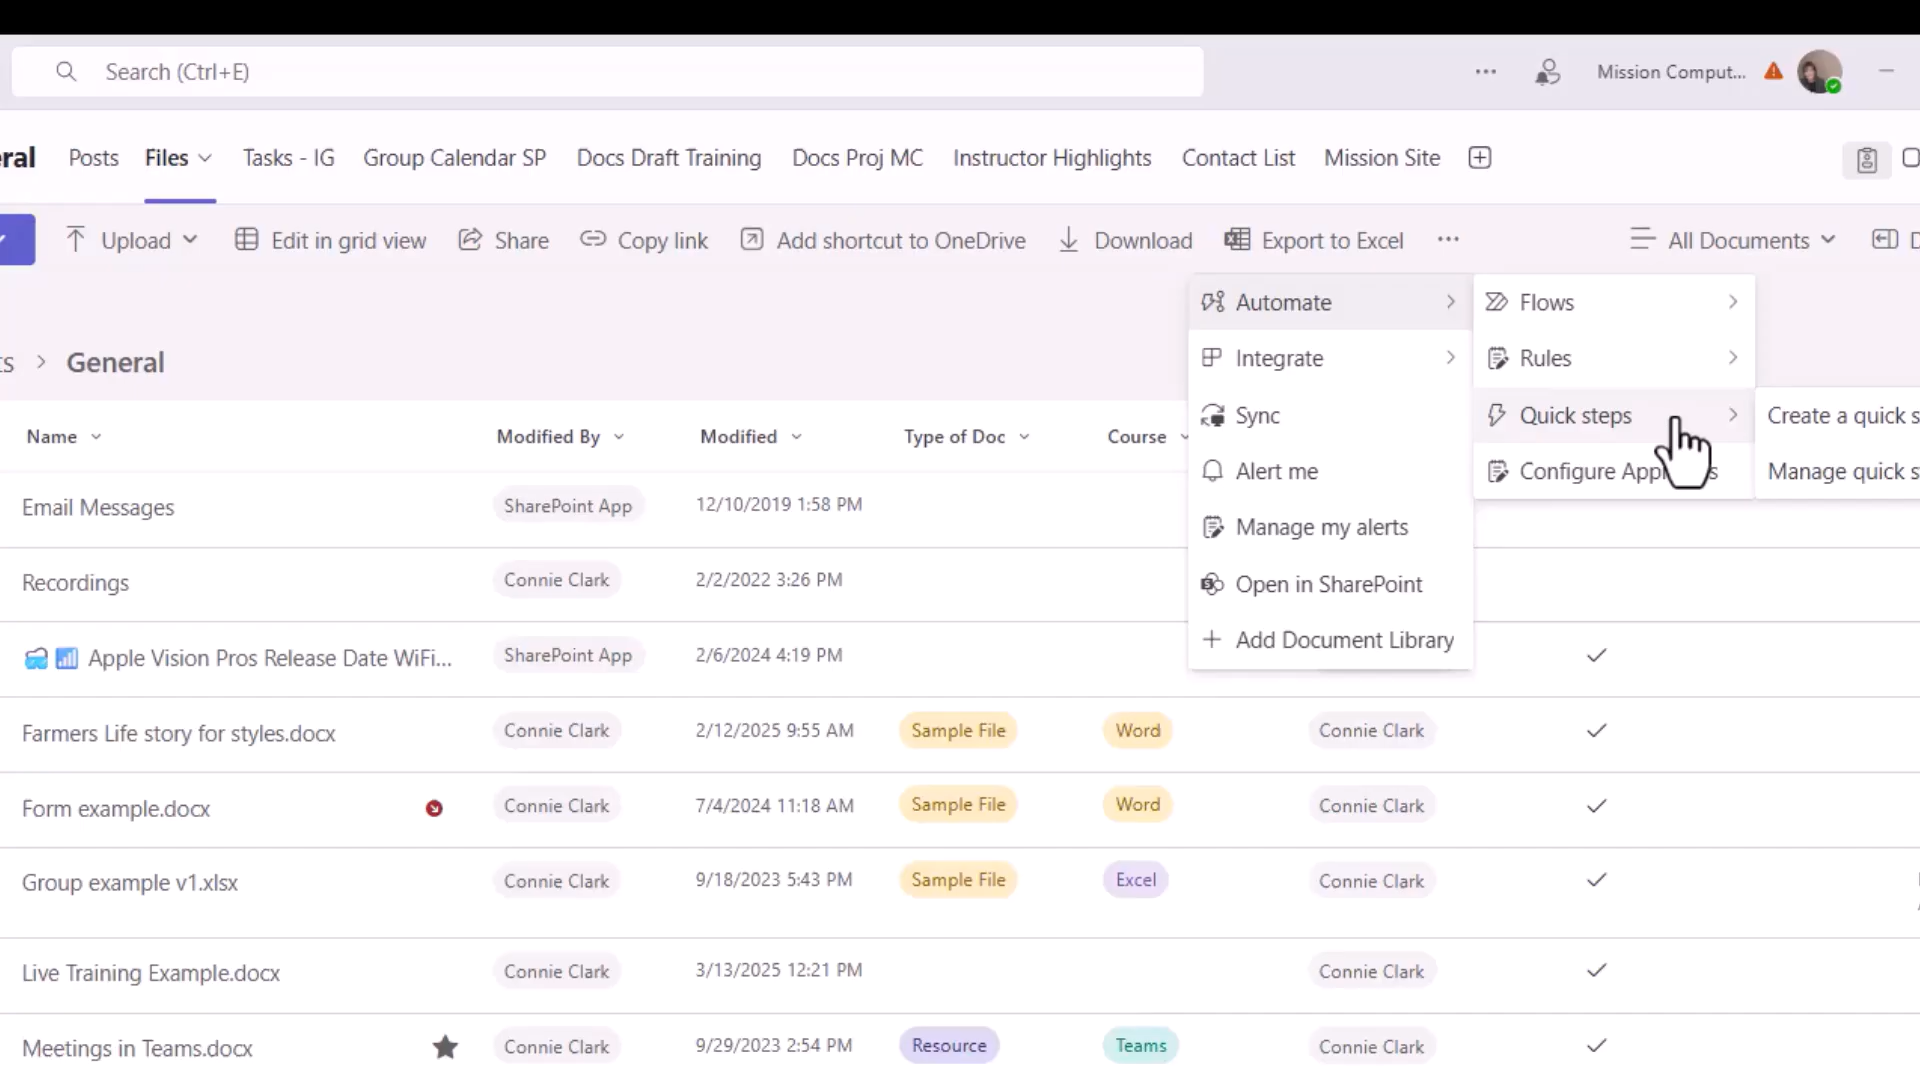 Search (Ctrl+E)
Mission Comput...
Posts Files Tasks - IG Group Calendar SP Docs Draft Training Docs Proj MC Instructor Highlights Contact List Mission Site
Upload Edit in grid view Share Copy link Add shortcut to OneDrive Download Export to Excel ... All Documents
Automate Flows
General
Integrate Rules
Sync Quick steps Create a quick s
Name Modified By Modified Type of Doc Course
Alert me Configure Manage quick s
Email Messages SharePoint App 12/10/2019 1:58 PM
Manage my alerts
Recordings Connie Clark 2/2/2022 3:26 PM
Open in SharePoint
Add Document Library
Apple Vision Pros Release Date WiFi... SharePoint App 2/6/2024 4:19 PM
Farmers Life story for styles.docx Connie Clark 2/12/2025 9:55 AM Sample File Word Connie Clark
Form example.docx Connie Clark 7/4/2024 11:18 AM Sample File Word Connie Clark
Group example v1.xlsx Connie Clark 9/18/2023 5:43 PM Sample File Excel Connie Clark
Live Training Example.docx Connie Clark 3/13/2025 12:21 PM Connie Clark
Meetings in Teams.docx Connie Clark 9/29/2023 2:54 PM Resource Teams Connie Clark